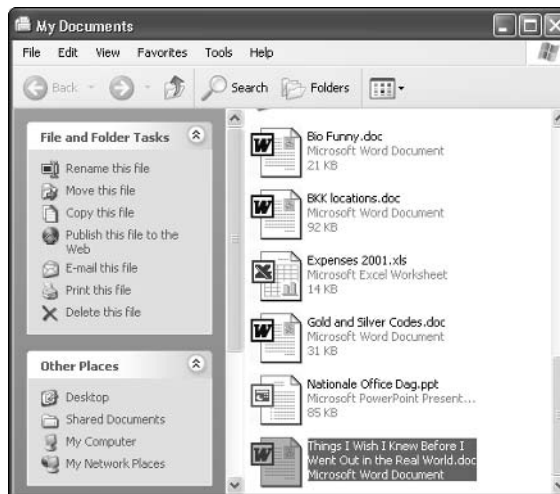 My Documents
File Edit View Favorites Tools Help
Back Search Folders
File and Folder Tasks
Rename this file
Move this file
Copy this file
Publish this file to the
Web
E-mail this file
Print this file
Delete this file
Other Places
Desktop
Shared Documents
My Computer
My Network Places
Bio Funny.doc
Microsoft Word Document
21 KB
BKK locations.doc
Microsoft Word Document
92 KB
Expenses 2001.xls
Microsoft Excel Worksheet
14 KB
Gold and Silver Codes.doc
Microsoft Word Document
31 KB
Nationale Office Dag.ppt
Microsoft PowerPoint Present...
85 KB
Things I Wish I Knew Before I
Went Out in the Real World.doc
Microsoft Word Document